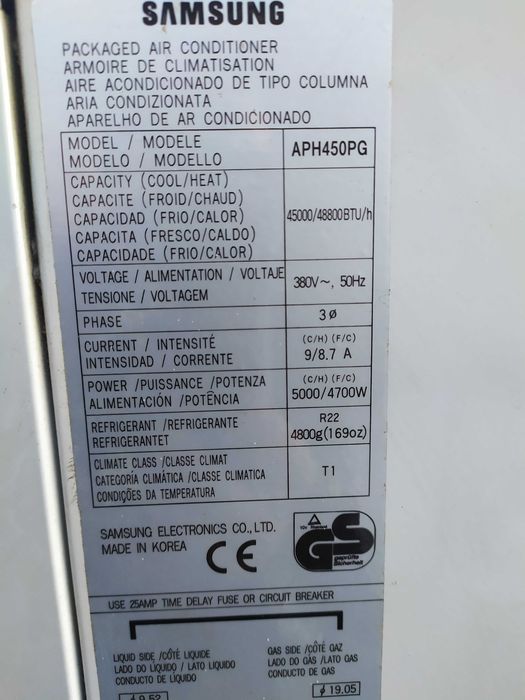 SAMSUNG
PACKAGED AIR CONDITIONER
ARMOIRE DE CLIMATISATION
AIRE ACONDICIONADO DE TIPO COLUMNA
ARIA CONDIZIONATA
APARELHO DE AR CONDICIONADO
MODEL / MODELE
MODELO / MODELLO
APH450PG
CAPACITY (COOL/HEAT)
CAPACITE (FROID/CHAUD)
CAPACIDAD (FRIO/CALOR)
CAPACITA (FRESCO/CALDO)
CAPACIDADE (FRIO/CALOR)
45000/48800BTU/h
VOLTAGE / ALIMENTATION / VOLTAJE
TENSIONE / VOLTAGEM
380V~, 50Hz
PHASE
3Ø
CURRENT / INTENSITÉ
INTENSIDAD / CORRENTE
(C/H) (F/C)
9/8.7 A
POWER /PUISSANCE /POTENZA
ALIMENTACIÓN /POTÊNCIA
(C/H) (F/C)
5000/4700W
REFRIGERANT /REFRIGERANTE
REFRIGERANTET
R22
4800g(169oz)
CLIMATE CLASS /CLASSE CLIMAT
CATEGORÍA CLIMÁTICA /CLASSE CLIMATICA
CONDIÇÕES DA TEMPERATURA
T1
SAMSUNG ELECTRONICS CO., LTD.
MADE IN KOREA
CE
GS
geprüfte
Sicherheit
USE 25AMP TIME DELAY FUSE OR CIRCUIT BREAKER
LIQUID SIDE /CÔTÉ LIQUIDE
LADO DO LÍQUIDO / LATO LIQUIDO
CONDUCTO DE LÍQUIDO
GAS SIDE /CÔTÉ GAZ
LADO DO GÁS /LATO GAS
CONDUCTO DE GAS
ø 9.52
ø 19.05